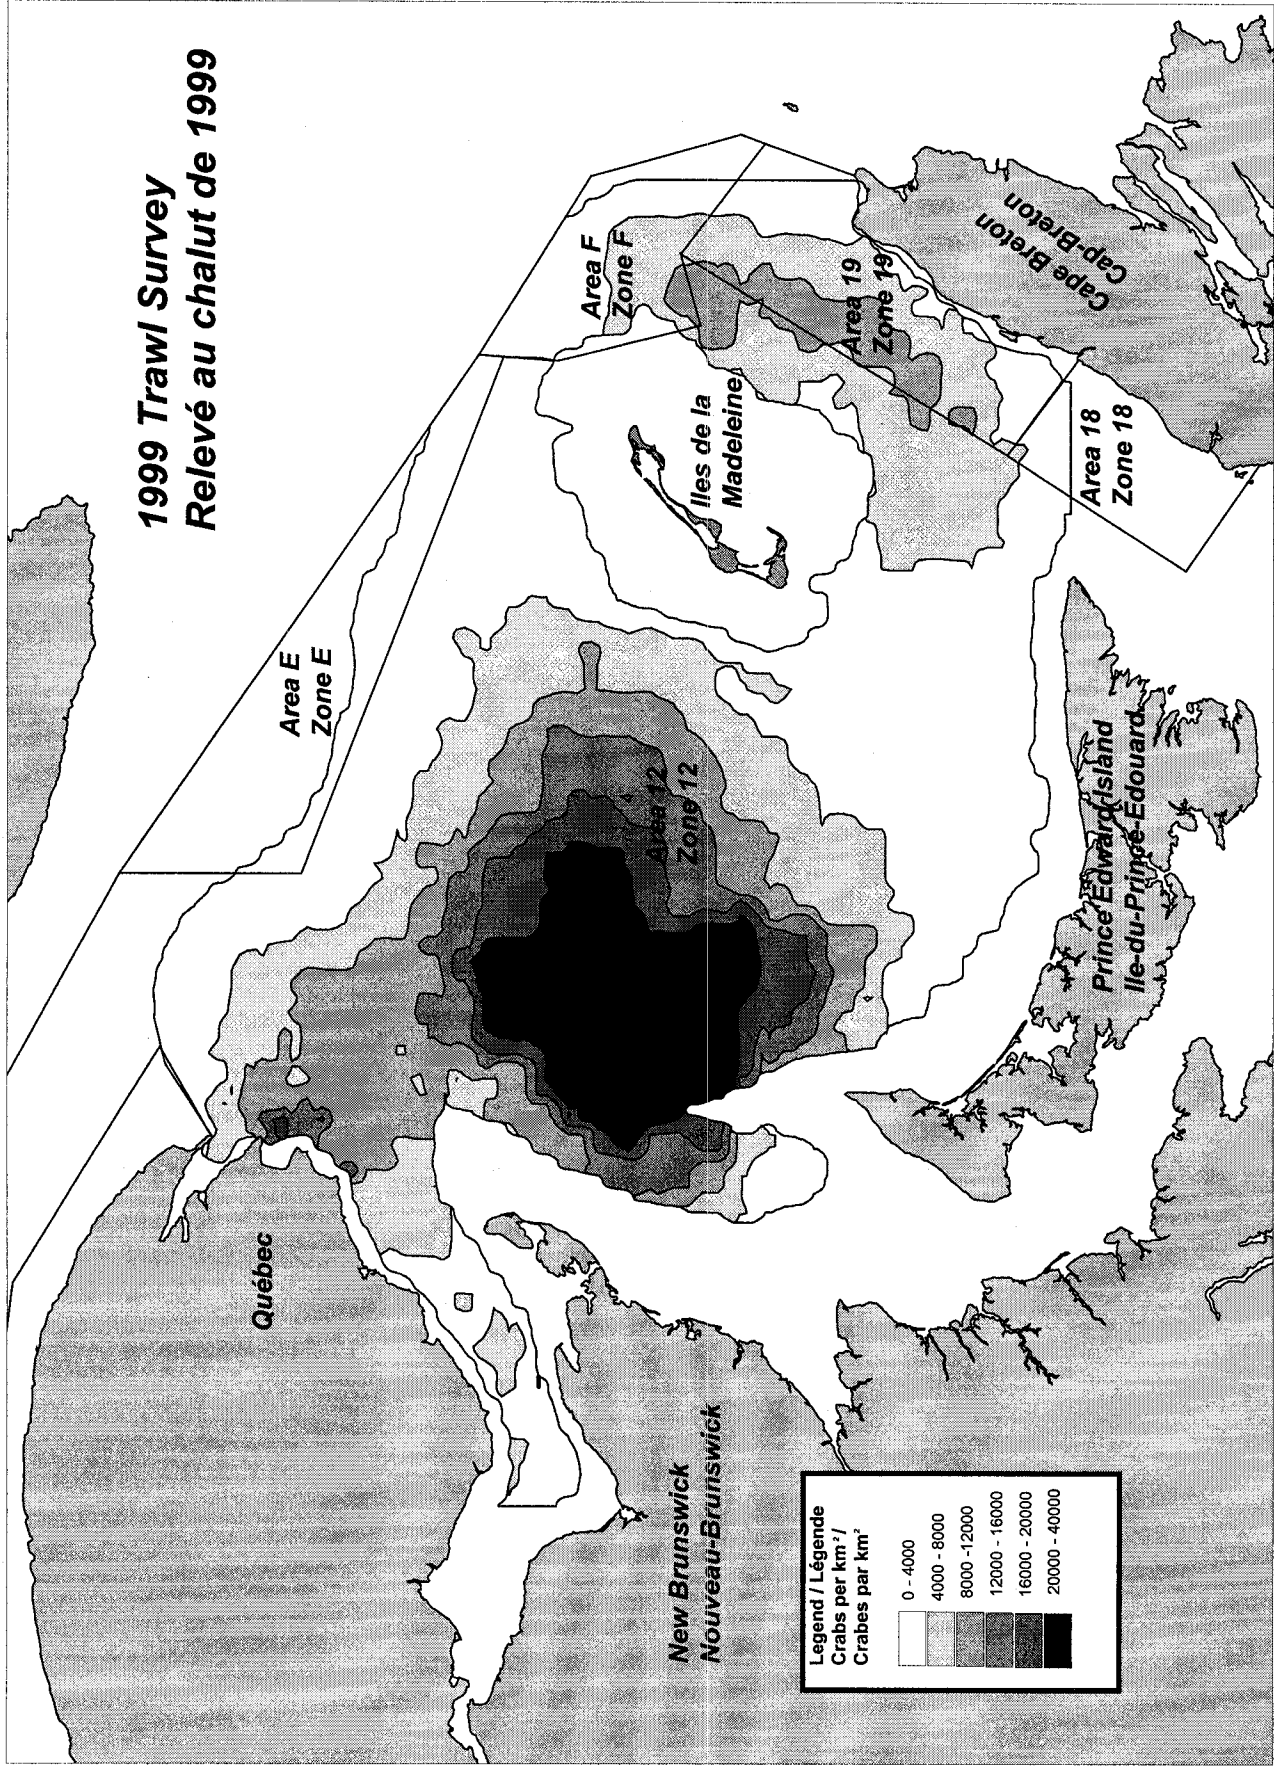 1999 Trawl Survey
Relevé au chalut de 1999
Area E
Zone E
Area F
Zone F
Québec
Area 12
Zone 12
Iles de la
Madeleine
Area 19
Zone 19
Cape Breton
Cap-Breton
Area 18
Zone 18
New Brunswick
Nouveau-Brunswick
Prince Edward Island
Ile-du-Prince-Edouard
Legend / Légende
Crabs per km² /
Crabes par km²
0 - 4000
4000 - 8000
8000 -12000
12000 - 16000
16000 - 20000
20000 - 40000